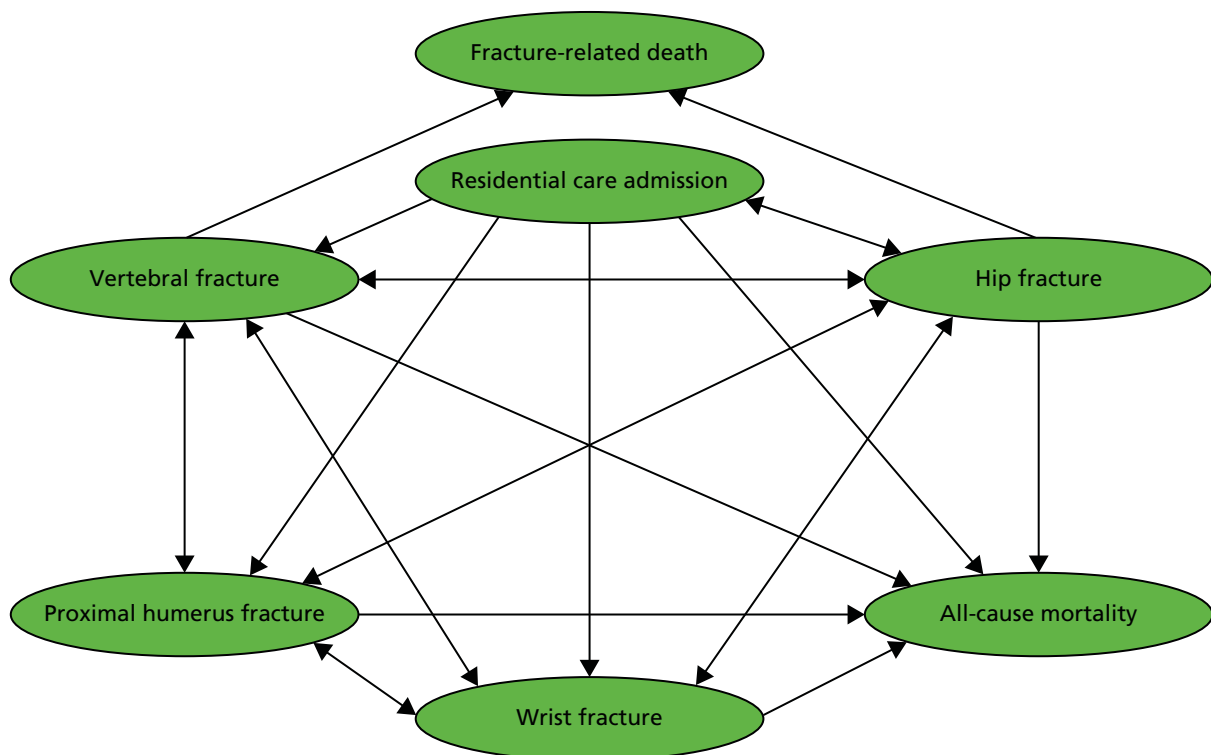 Fracture-related death
Residential care admission
Vertebral fracture
Hip fracture
Proximal humerus fracture
All-cause mortality
Wrist fracture